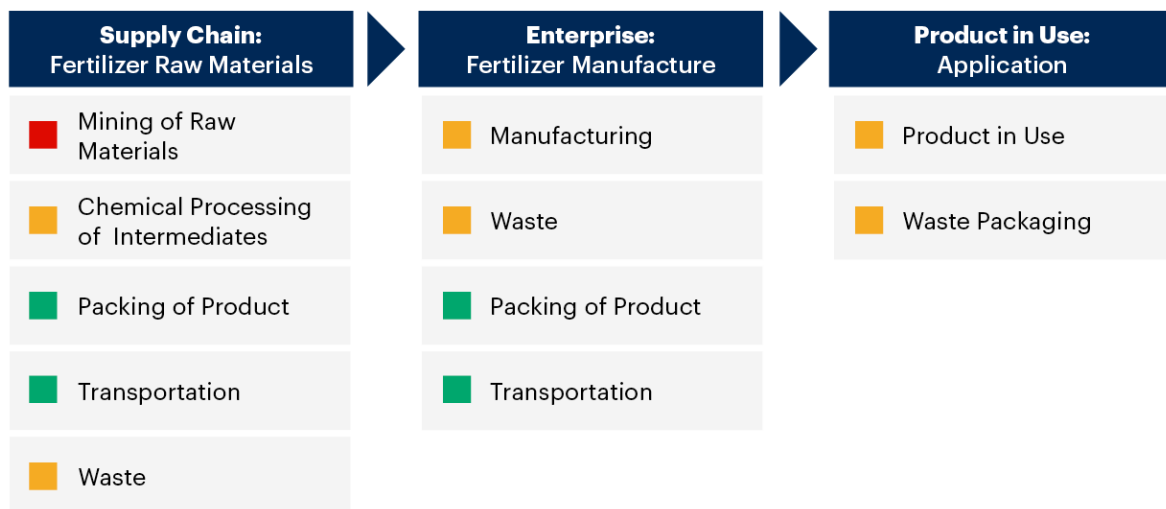 Supply Chain:
Fertilizer Raw Materials
Mining of Raw
Materials
Chemical Processing
of Intermediates
Packing of Product
Transportation
Waste
Enterprise:
Fertilizer Manufacture
Manufacturing
Waste
Packing of Product
Transportation
Product in Use:
Application
Product in Use
Waste Packaging